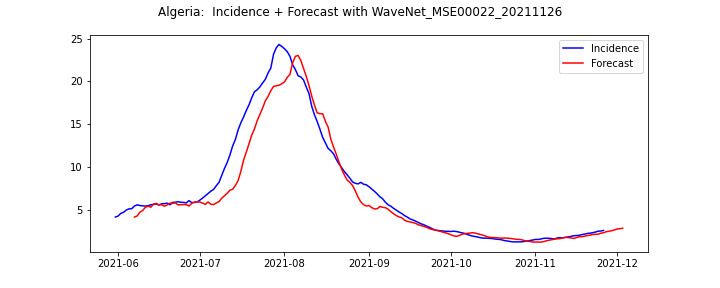 Algeria:  Incidence + Forecast with WaveNet_MSE00022_20211126
Incidence
Forecast
25
20
15
10
5
2021-06 2021-07 2021-08 2021-09 2021-10 2021-11 2021-12